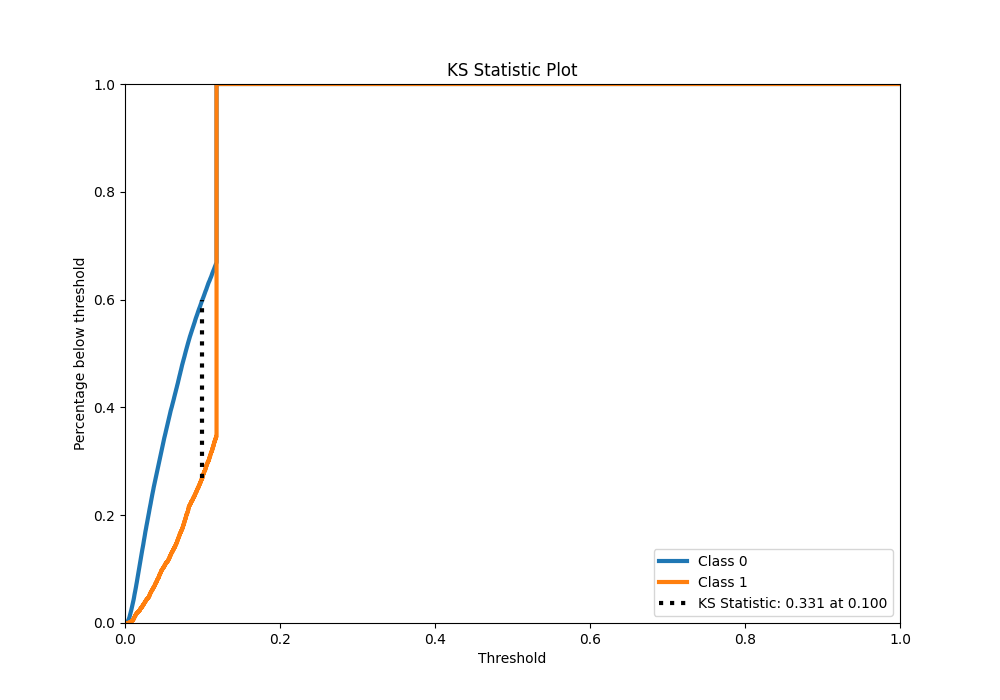 KS Statistic Plot
1.0
0.8
0.6
0.4
0.2
0.0
Percentage below threshold
0.0 0.2 0.4 0.6 0.8 1.0
Threshold
Class 0
Class 1
KS Statistic: 0.331 at 0.100